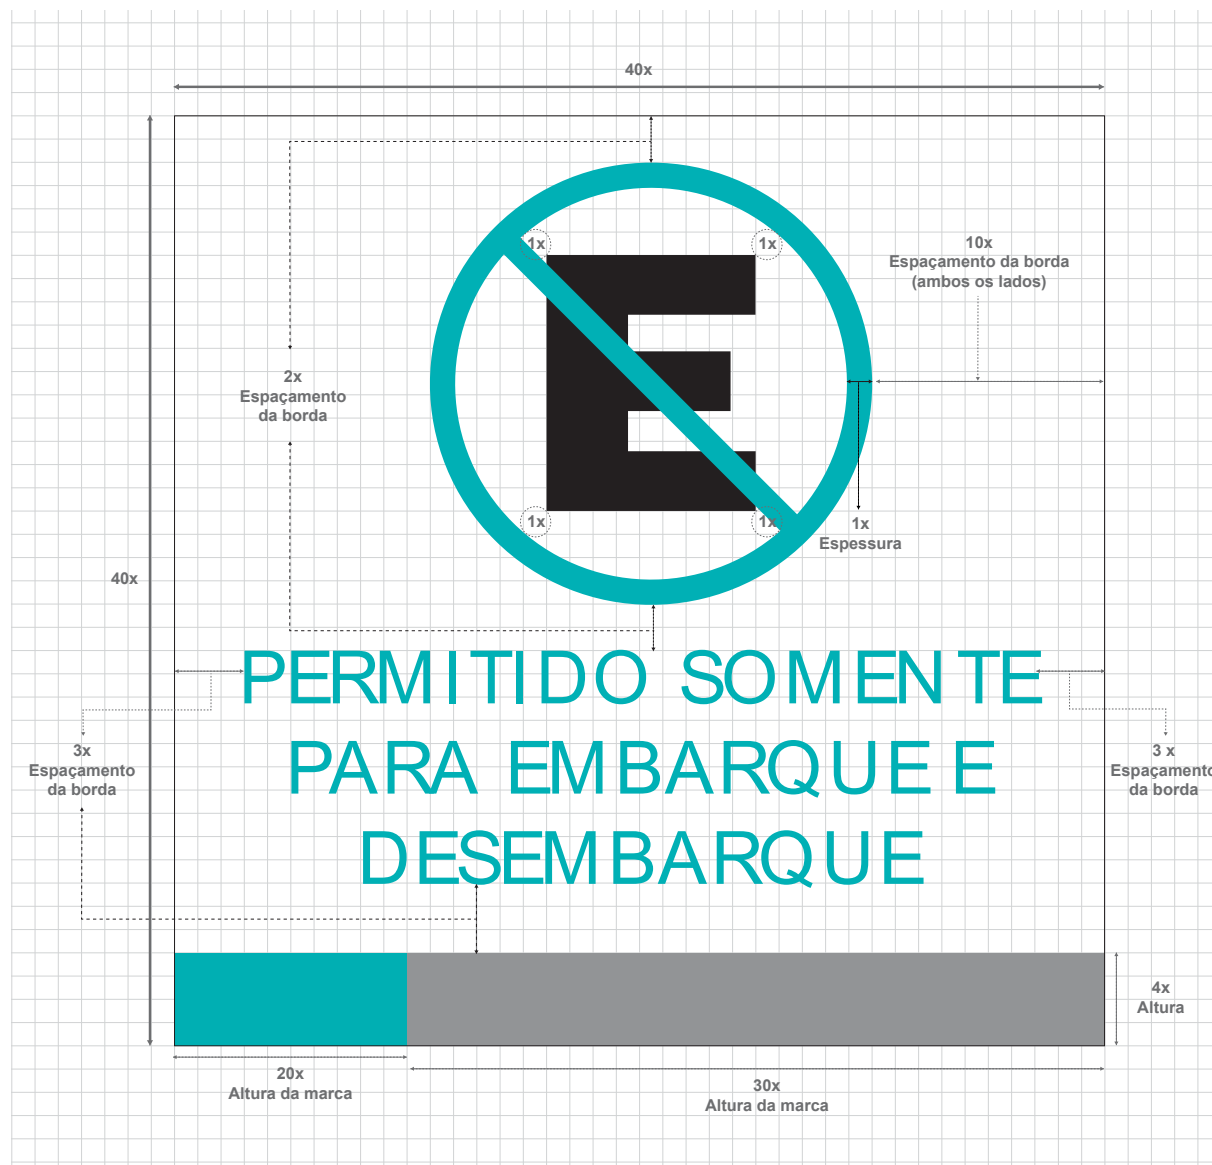 40x
1x
1x
10x
Espaçamento da borda
(ambos os lados)
E
2x
Espaçamento
da borda
1x
1x
1x
Espessura
40x
PERMITIDO SOMENTE
PARA EMBARQUE E
DESEMBARQUE
3x
Espaçamento
da borda
3 x
Espaçamento
da borda
4x
Altura
20x
Altura da marca
30x
Altura da marca